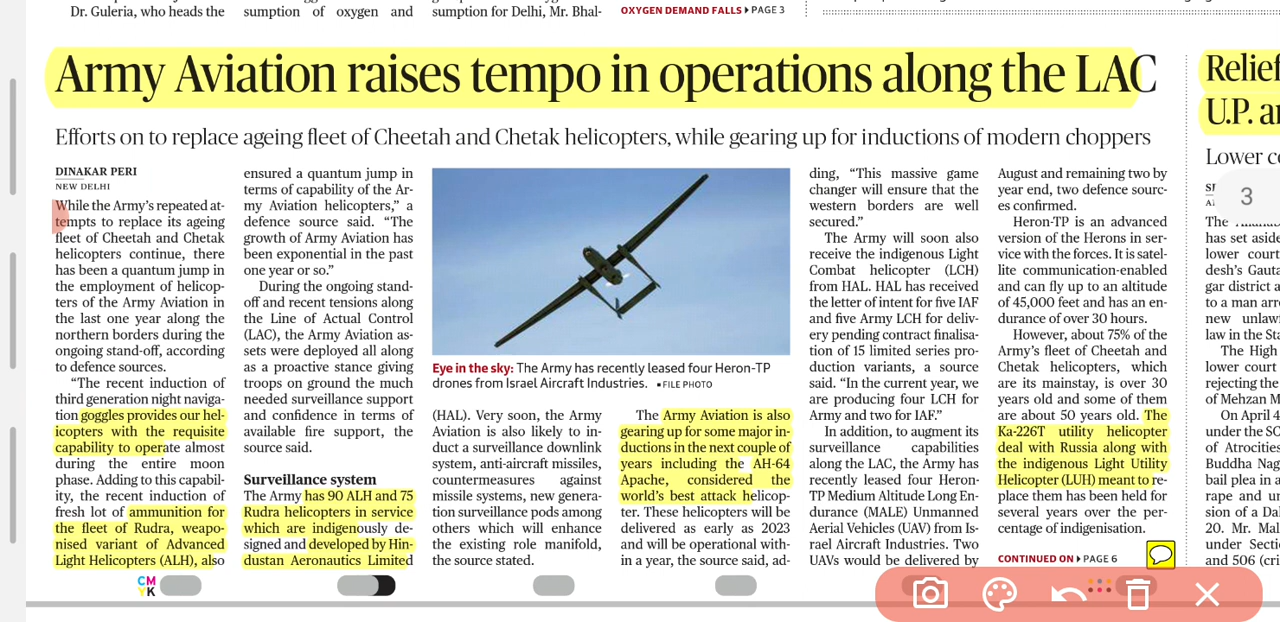 Dr. Guleria, who heads the
sumption of oxygen and
sumption for Delhi, Mr. Bhal-
OXYGEN DEMAND FALLS PAGE 3
Army Aviation raises tempo in operations along the LAC
Efforts on to replace ageing fleet of Cheetah and Chetak helicopters, while gearing up for inductions of modern choppers
DINAKAR PERI
NEW DELHI
While the Army's repeated at-
tempts to replace its ageing
fleet of Cheetah and Chetak
helicopters continue, there
has been a quantum jump in
the employment of helicop-
ters of the Army Aviation in
the last one year along the
northern borders during the
ongoing stand-off, according
to defence sources.
"The recent induction of
third generation night naviga-
tion goggles provides our hel-
icopters with the requisite
capability to operate almost
during the entire moon
phase. Adding to this capabil-
ity, the recent induction of
fresh lot of ammunition for
the fleet of Rudra, weapo-
nised variant of Advanced
Light Helicopters (ALH), also
ensured a quantum jump in
terms of capability of the Ar-
my Aviation helicopters," a
defence source said. "The
growth of Army Aviation has
been exponential in the past
one year or so."
During the ongoing stand-
off and recent tensions along
the Line of Actual Control
(LAC), the Army Aviation as-
sets were deployed all along
as a proactive stance giving
troops on ground the much
needed surveillance support
and confidence in terms of
available fire support, the
source said.
Surveillance system
The Army has 90 ALH and 75
Rudra helicopters in service
which are indigenously de-
signed and developed by Hin-
dustan Aeronautics Limited
Eye in the sky: The Army has recently leased four Heron-TP
drones from Israel Aircraft Industries. ▪ FILE PHOTO
(HAL). Very soon, the Army
Aviation is also likely to in-
duct a surveillance downlink
system, anti-aircraft missiles,
countermeasures against
missile systems, new genera-
tion surveillance pods among
others which will enhance
the existing role manifold,
the source stated.
The Army Aviation is also
gearing up for some major in-
ductions in the next couple of
years including the AH-64
Apache, considered the
world's best attack helicop-
ter. These helicopters will be
delivered as early as 2023
and will be operational with-
in a year, the source said, ad-
ding, "This massive game
changer will ensure that the
western borders are well
secured."
The Army will soon also
receive the indigenous Light
Combat helicopter (LCH)
from HAL. HAL has received
the letter of intent for five IAF
and five Army LCH for deliv-
ery pending contract finalisa-
tion of 15 limited series pro-
duction variants, a source
said. "In the current year, we
are producing four LCH for
Army and two for IAF."
In addition, to augment its
surveillance capabilities
along the LAC, the Army has
recently leased four Heron-
TP Medium Altitude Long En-
durance (MALE) Unmanned
Aerial Vehicles (UAV) from Is-
rael Aircraft Industries. Two
UAVs would be delivered by
August and remaining two by
year end, two defence sourc-
es confirmed.
Heron-TP is an advanced
version of the Herons in ser-
vice with the forces. It is satel-
lite communication-enabled
and can fly up to an altitude
of 45,000 feet and has an en-
durance of over 30 hours.
However, about 75% of the
Army's fleet of Cheetah and
Chetak helicopters, which
are its mainstay, is over 30
years old and some of them
are about 50 years old. The
Ka-226T utility helicopter
deal with Russia along with
the indigenous Light Utility
Helicopter (LUH) meant to re-
place them has been held for
several years over the per-
centage of indigenisation.
CONTINUED ON PAGE 6
Relief
U.P. a
Lower co
3
The
has set aside
lower court
desh's Gauta
gar district a
to a man arre
new unlaw
law in the Sta
The High
lower court
rejecting the
of Mehzan M
On April 4
under the SC
of Atrocities
Buddha Nag
bail plea in a
rape and un
sion of a Dal
20. Mr. Mal
under Sectio
and 506 (cri
CM
YK